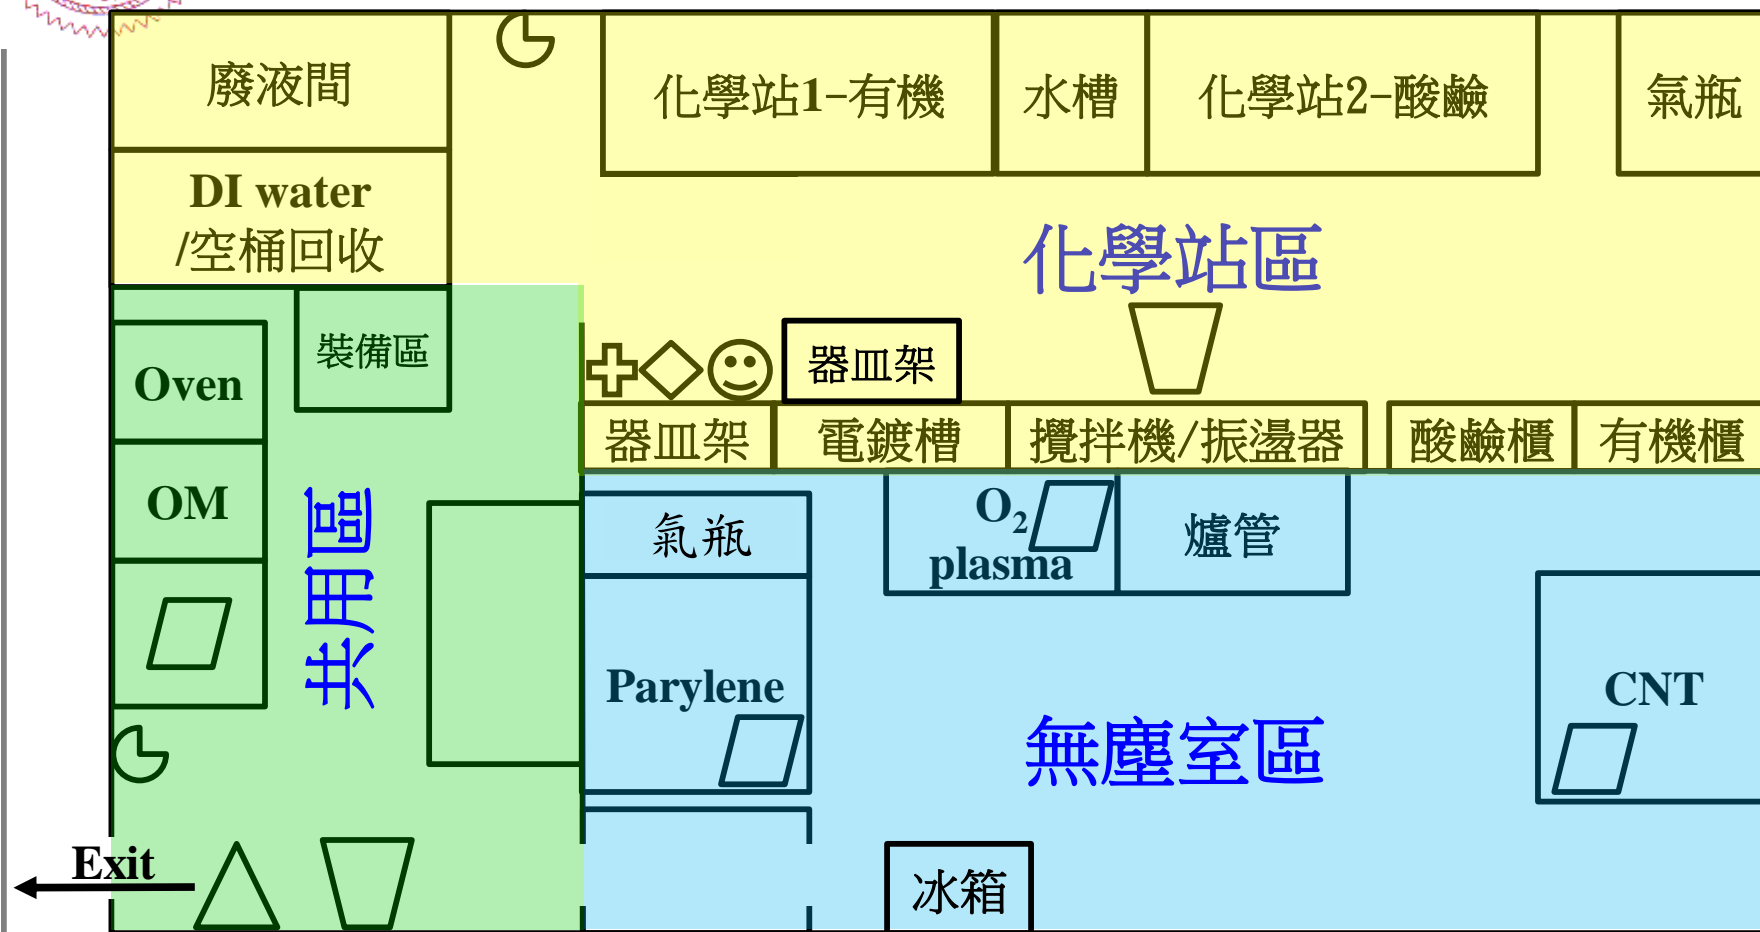 廢液間
化學站1-有機
水槽
化學站2-酸鹼
氣瓶
DI water
/空桶回收
化學站區
裝備區
器皿架
Oven
器皿架
電鍍槽
攪拌機/振盪器
酸鹼櫃
有機櫃
OM
共用區
氣瓶
O2
plasma
爐管
Parylene
CNT
無塵室區
Exit
冰箱